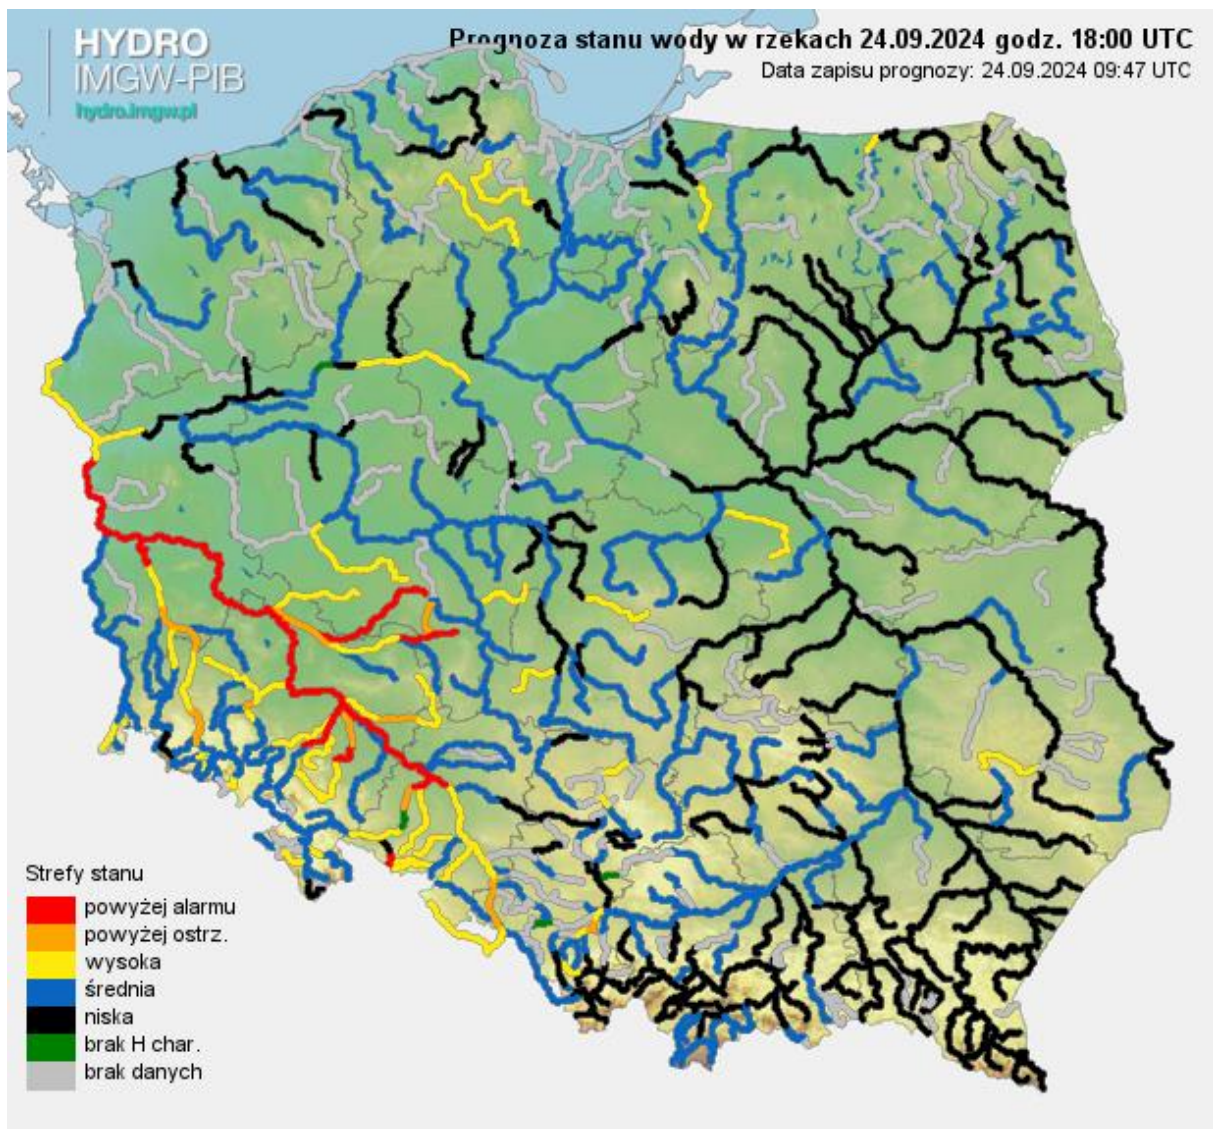 HYDRO
IMGW-PIB
hydro.imgw.pl
Prognoza stanu wody w rzekach 24.09.2024 godz. 18:00 UTC
Data zapisu prognozy: 24.09.2024 09:47 UTC
Strefy stanu
powyżej alarmu
powyżej ostrz.
wysoka
średnia
niska
brak H char.
brak danych